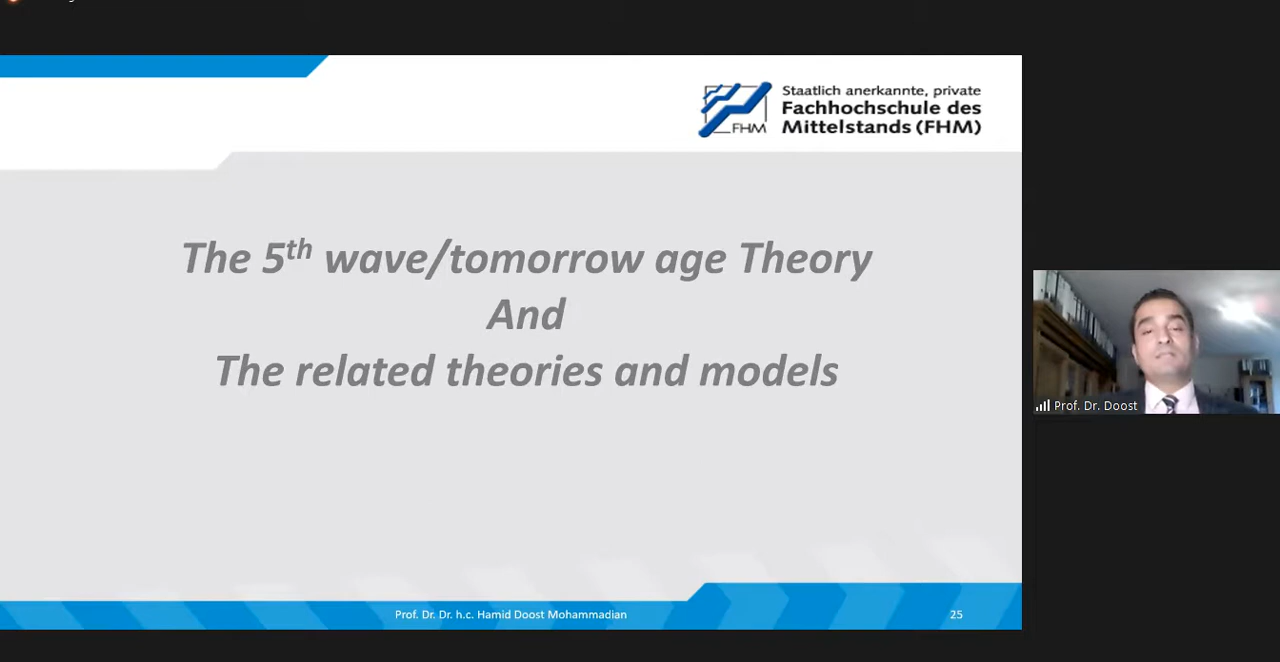 Staatlich anerkannte, private
Fachhochschule des
Mittelstands (FHM)
FHM
The 5th wave/tomorrow age Theory
And
The related theories and models
Prof. Dr. Doost
Prof. Dr. Dr. h.c. Hamid Doost Mohammadian
25